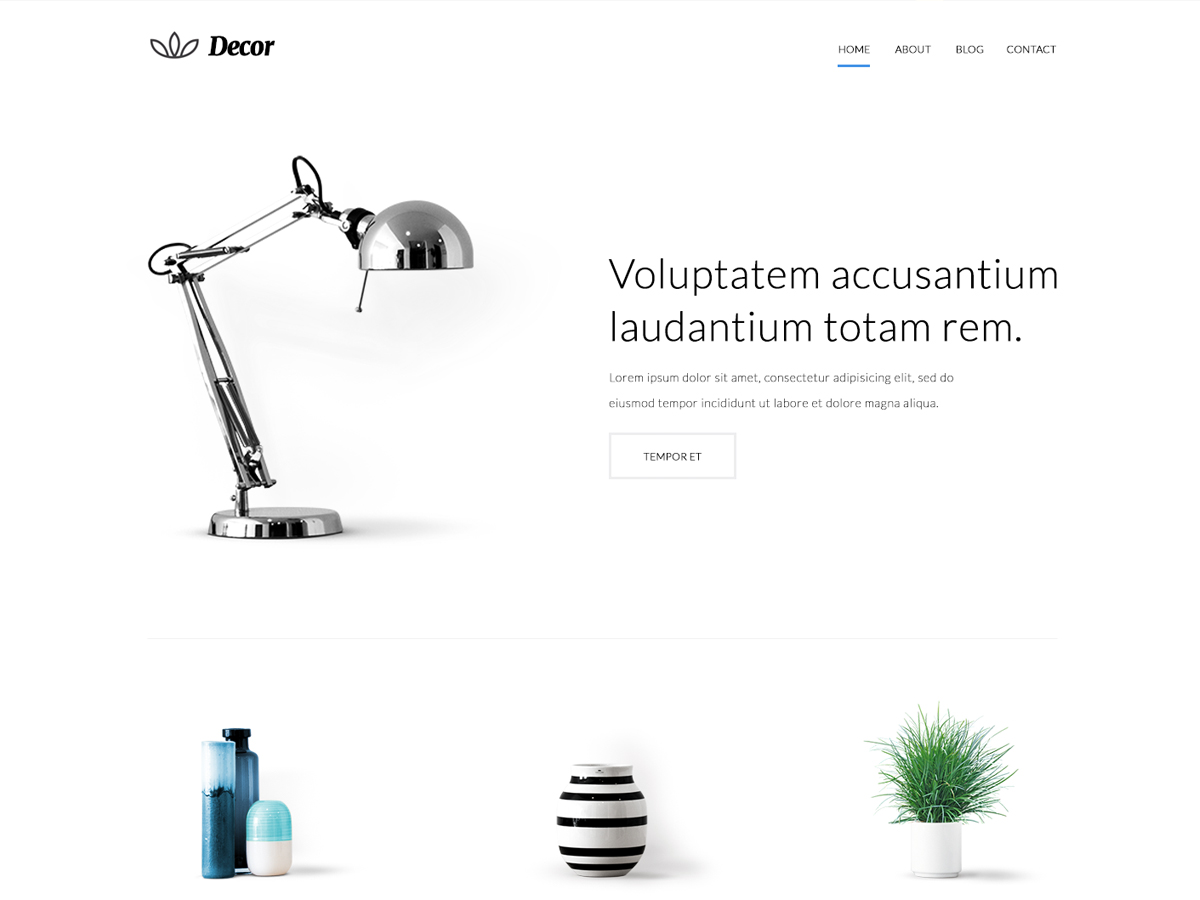 Decor
HOME ABOUT BLOG CONTACT
Voluptatem accusantium
laudantium totam rem.
Lorem ipsum dolor sit amet, consectetur adipisicing elit, sed do
eiusmod tempor incididunt ut labore et dolore magna aliqua.
TEMPOR ET